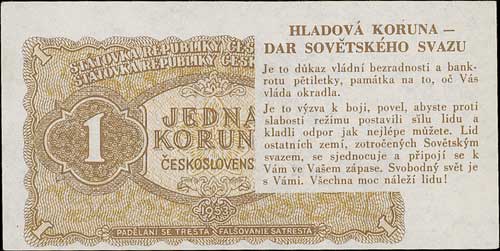 STÁTOVKA REPUBLIKY ČES
STÁTOVKA REPUBLIKY ČES
1
JEDNA
KORUN
ČESKOSLOVENS
1953
PADĚLÁNÍ SE TRESTÁ FALŠOVANIE SA TRESTÁ
HLADOVÁ KORUNA —
DAR SOVĚTSKÉHO SVAZU
Je to důkaz vládní bezradnosti a bank-
rotu pětiletky, památka na to, oč Vás
vláda okradla.
Je to výzva k boji, povel, abyste proti
slabosti režimu postavili sílu lidu a
kladli odpor jak nejlépe můžete. Lid
ostatních zemí, zotročených Sovětským
svazem, se sjednocuje a připojí se k
Vám ve Vašem zápase. Svobodný svět je
s Vámi. Všechna moc náleží lidu!